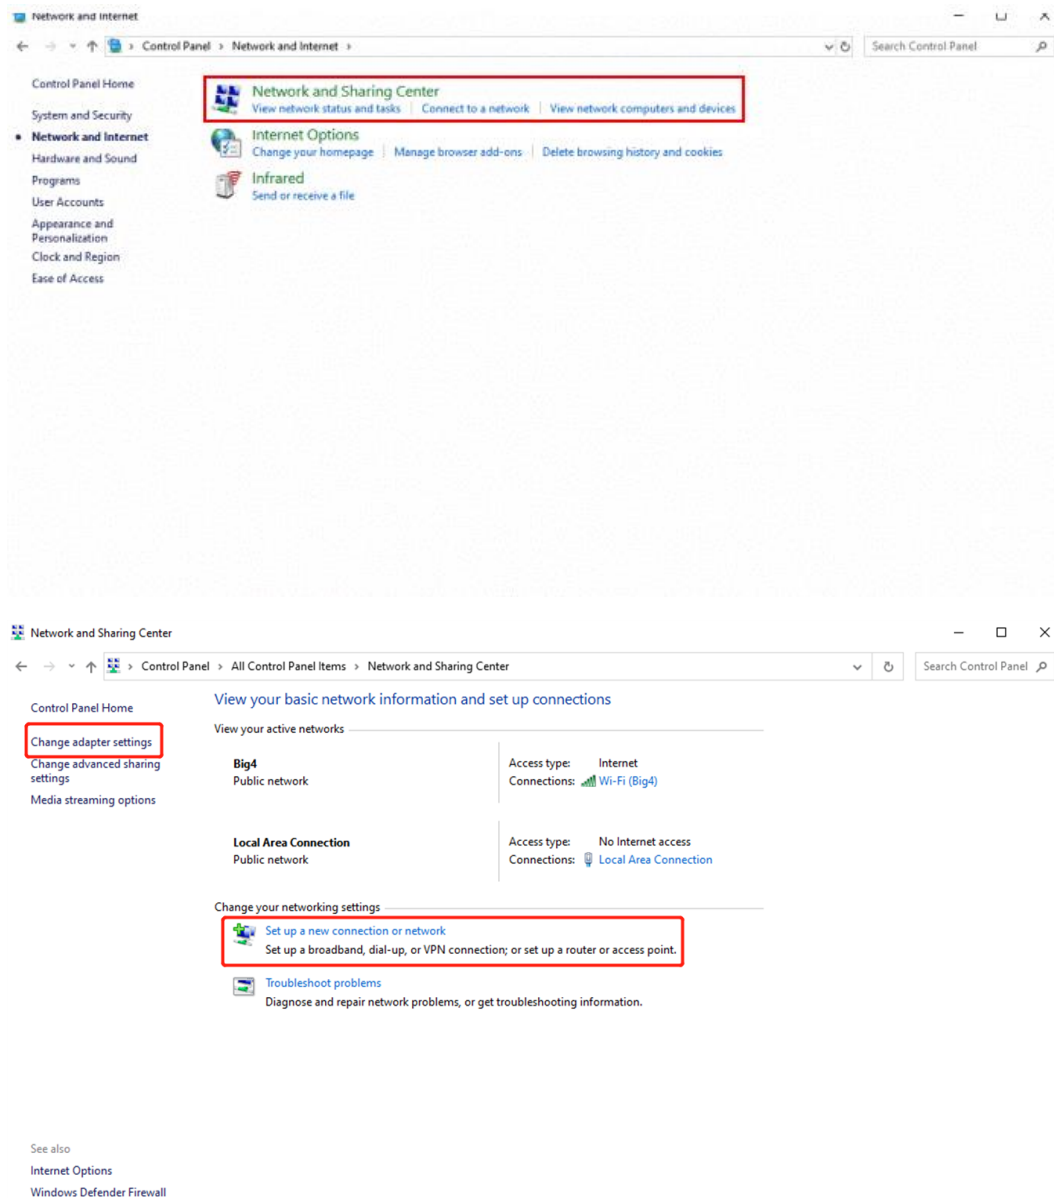 Network and Internet
Control Panel › Network and Internet ›
Search Control Panel
Control Panel Home
System and Security
Network and Internet
Hardware and Sound
Programs
User Accounts
Appearance and
Personalization
Clock and Region
Ease of Access
Network and Sharing Center
View network status and tasks | Connect to a network | View network computers and devices
Internet Options
Change your homepage | Manage browser add-ons | Delete browsing history and cookies
Infrared
Send or receive a file
Network and Sharing Center
Control Panel › All Control Panel Items › Network and Sharing Center
Search Control Panel
Control Panel Home
Change adapter settings
Change advanced sharing
settings
Media streaming options
View your basic network information and set up connections
View your active networks
Big4
Public network
Access type: Internet
Connections: Wi-Fi (Big4)
Local Area Connection
Public network
Access type: No Internet access
Connections: Local Area Connection
Change your networking settings
Set up a new connection or network
Set up a broadband, dial-up, or VPN connection; or set up a router or access point.
Troubleshoot problems
Diagnose and repair network problems, or get troubleshooting information.
See also
Internet Options
Windows Defender Firewall